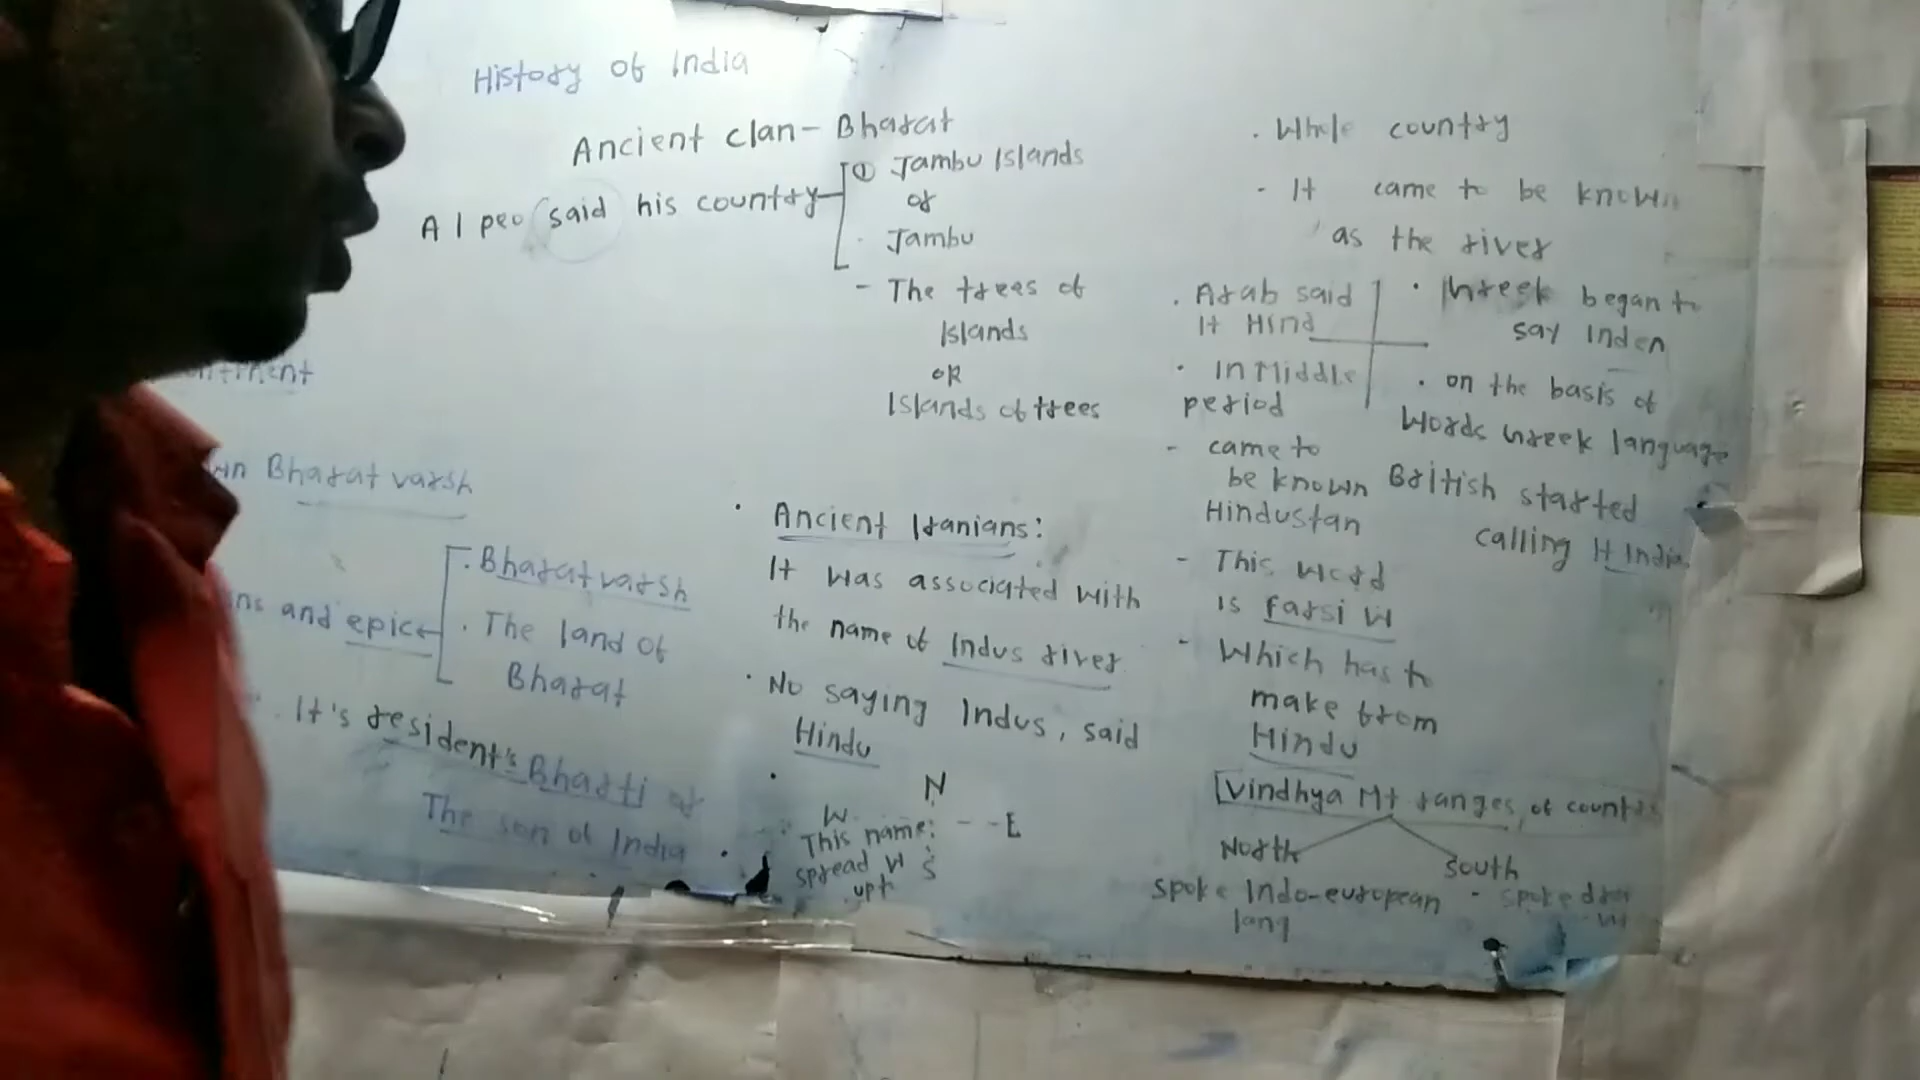 History of India
Ancient clan - Bharat
A I peo said his country
① Jambu Islands
or
Jambu
- The trees of
Islands
OR
Islands of trees
Bharat varsh
and epic
. Bharat varsh
. The land of
Bharat
. It's resident's Bharti or
The son of India
. Ancient Iranians:
It was associated with
the name of Indus river
. No saying Indus, said
Hindu
N
W
- - E
This name:
spread W S
upto
. Whole country
- It came to be known
as the river
. Arab said
It Hind
. In Middle
period
- came to
be known
Hindustan
- This word
is Farsi W
- Which has to
make from
Hindu
. Greek began to
say Inden
. on the basis of
Words Greek language
British started
calling It India
Vindhya Mt ranges of
North
South
Spoke Indo-european
lang
- Spoke